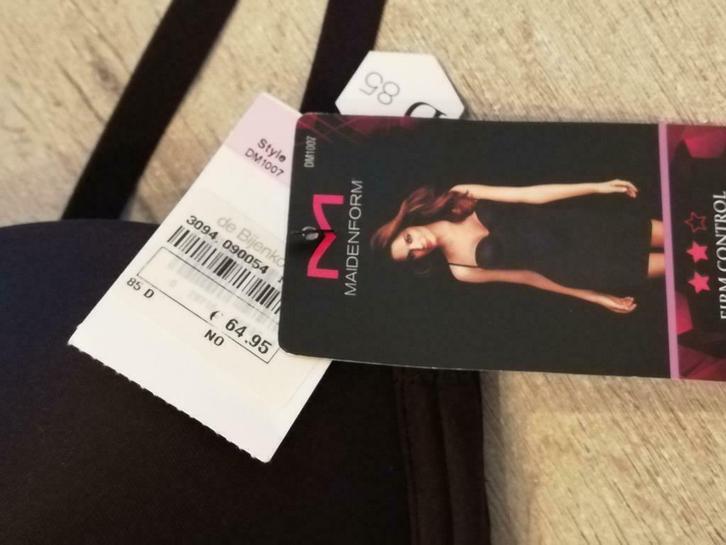 85
D
Style
DM1007
de Bijenko
3094 090054
85 D
€ 64.95
NO
DM1007
MAIDENFORM
FIRM CONTROL